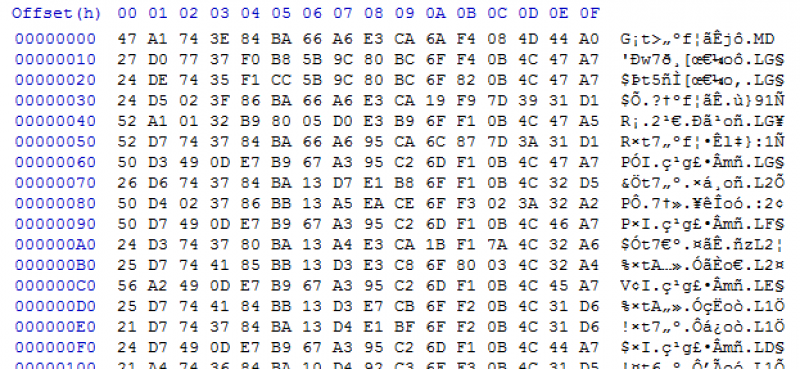 Offset(h) 00 01 02 03 04 05 06 07 08 09 0A 0B 0C 0D 0E 0F
00000000 47 A1 74 3E 84 BA 66 A6 E3 CA 6A F4 08 4D 44 A0 G¡t>„ºf¦ãÊjô.MD
00000010 27 D0 77 37 F0 B8 5B 9C 80 BC 6F F4 0B 4C 47 A7 'Ðw7ð¸[œ€¼oô.LG§
00000020 24 DE 74 35 F1 CC 5B 9C 80 BC 6F 82 0B 4C 47 A7 $Þt5ñÌ[œ€¼o‚.LG§
00000030 24 D5 02 3F 86 BA 66 A6 E3 CA 19 F9 7D 39 31 D1 $Õ.?†ºf¦ãÊ.ù}91Ñ
00000040 52 A1 01 32 B9 80 05 D0 E3 B9 6F F1 0B 4C 47 A5 R¡.2¹€.Ðã¹oñ.LG¥
00000050 52 D7 74 37 84 BA 66 A6 95 CA 6C 87 7D 3A 31 D1 R×t7„ºf¦•Êl‡}:1Ñ
00000060 50 D3 49 0D E7 B9 67 A3 95 C2 6D F1 0B 4C 47 A7 PÓI.ç¹g£•Âmñ.LG§
00000070 26 D6 74 37 84 BA 13 D7 E1 B8 6F F1 0B 4C 32 D5 &Öt7„º.×á¸oñ.L2Õ
00000080 50 D4 02 37 86 BB 13 A5 EA CE 6F F3 02 3A 32 A2 PÔ.7†».¥êÎoó.:2¢
00000090 50 D7 49 0D E7 B9 67 A3 95 C2 6D F1 0B 4C 46 A7 P×I.ç¹g£•Âmñ.LF§
000000A0 24 D3 74 37 80 BA 13 A4 E3 CA 1B F1 7A 4C 32 A6 $Ót7€º.¤ãÊ.ñzL2¦
000000B0 25 D7 74 41 85 BB 13 D3 E3 C8 6F 80 03 4C 32 A4 %×tA…».ÓãÈo€.L2¤
000000C0 56 A2 49 0D E7 B9 67 A3 95 C2 6D F1 0B 4C 45 A7 V¢I.ç¹g£•Âmñ.LE§
000000D0 25 D7 74 41 84 BB 13 D3 E7 CB 6F F2 0B 4C 31 D6 %×tA„».ÓçËoò.L1Ö
000000E0 21 D7 74 37 84 BA 13 D4 E1 BF 6F F2 0B 4C 31 D6 !×t7„º.Ôá¿oò.L1Ö
000000F0 24 D7 49 0D E7 B9 67 A3 95 C2 6D F1 0B 4C 44 A7 $×I.ç¹g£•Âmñ.LD§
00000100 21 A4 74 36 84 BA 10 D4 92 C3 6F F3 0B 4C 31 D5 !¤t6„º.Ô’Ãoó.L1Õ